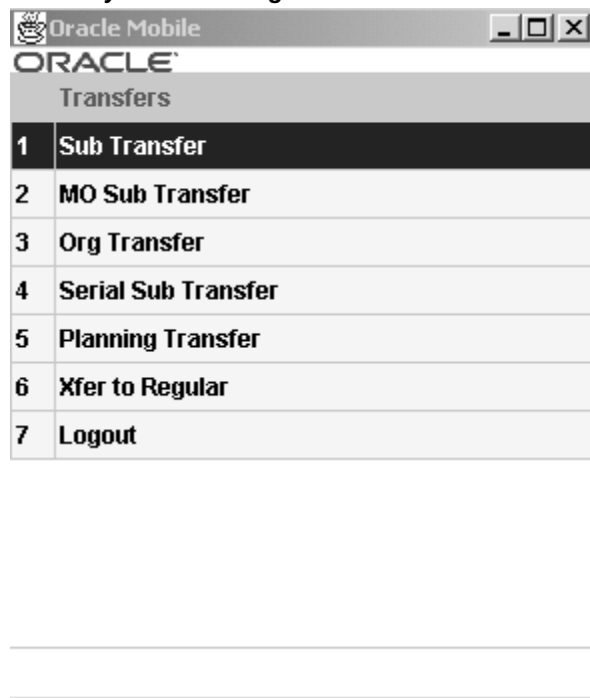 Oracle Mobile
ORACLE
Transfers
1 Sub Transfer
2 MO Sub Transfer
3 Org Transfer
4 Serial Sub Transfer
5 Planning Transfer
6 Xfer to Regular
7 Logout